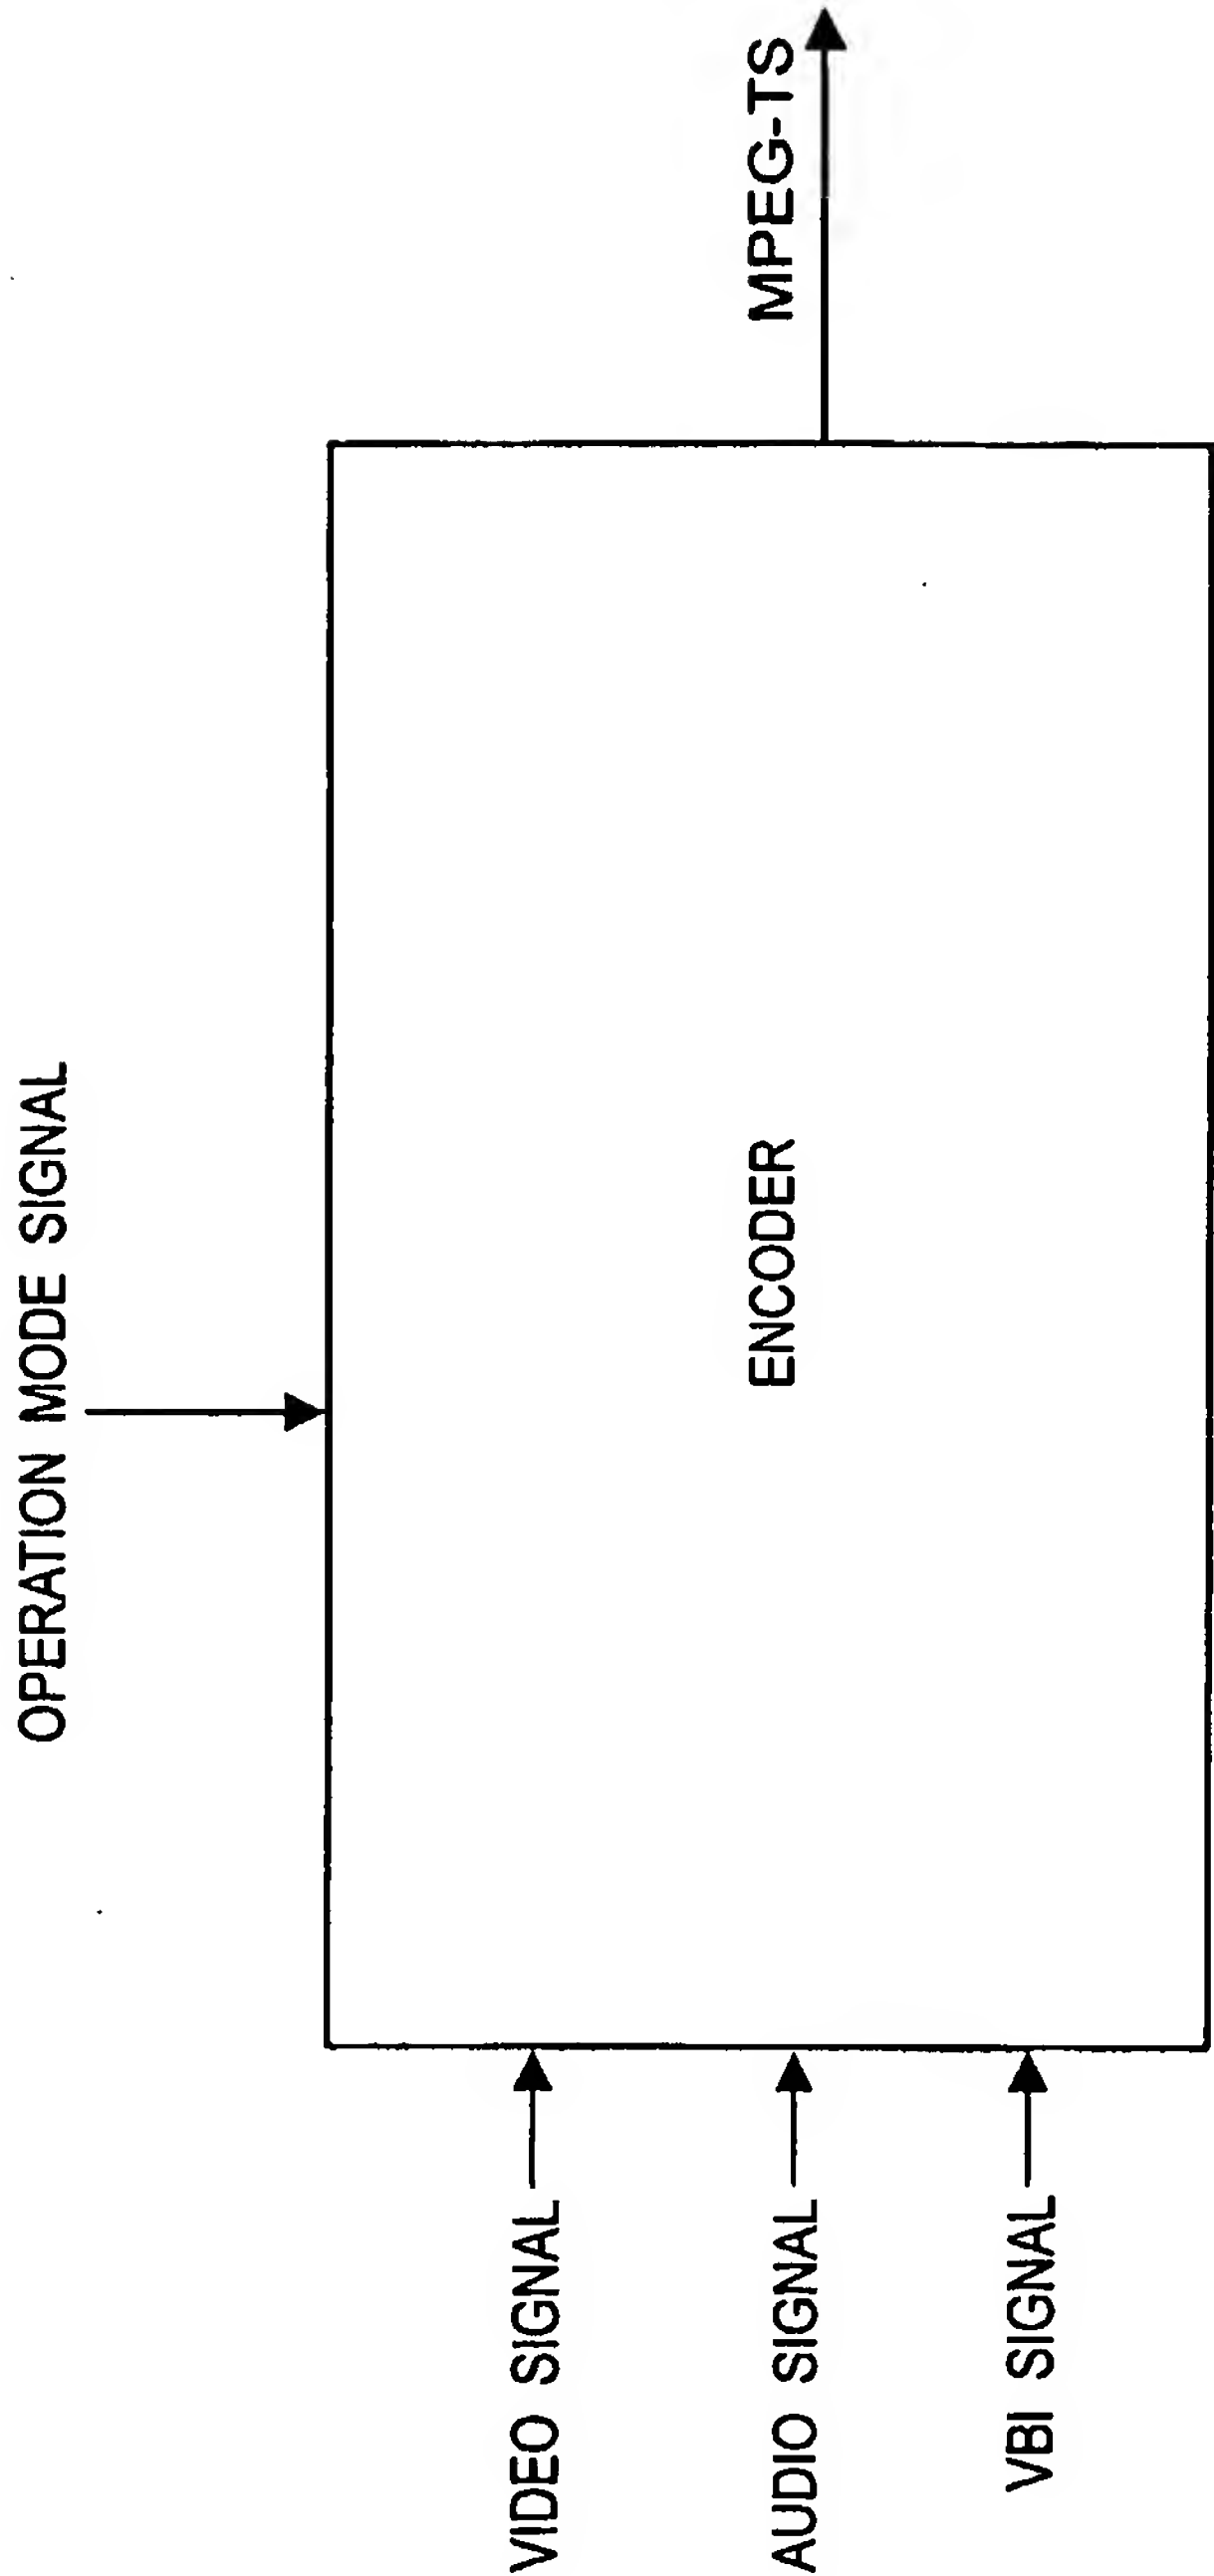 OPERATION MODE SIGNAL
VIDEO SIGNAL
AUDIO SIGNAL
VBI SIGNAL
ENCODER
MPEG-TS